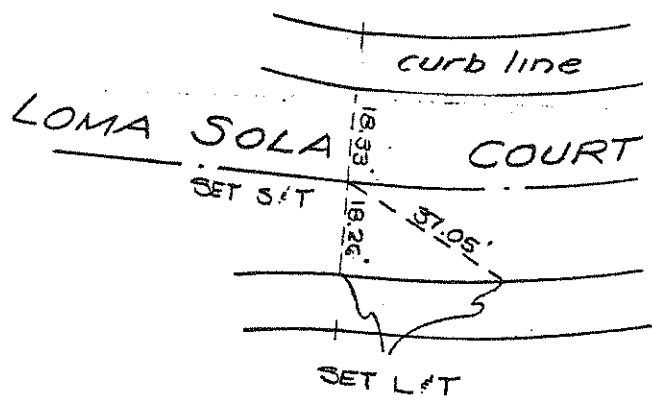 curb line
LOMA SOLA COURT
18.33'
SET S&T
18.26'
37.05'
SET L&T